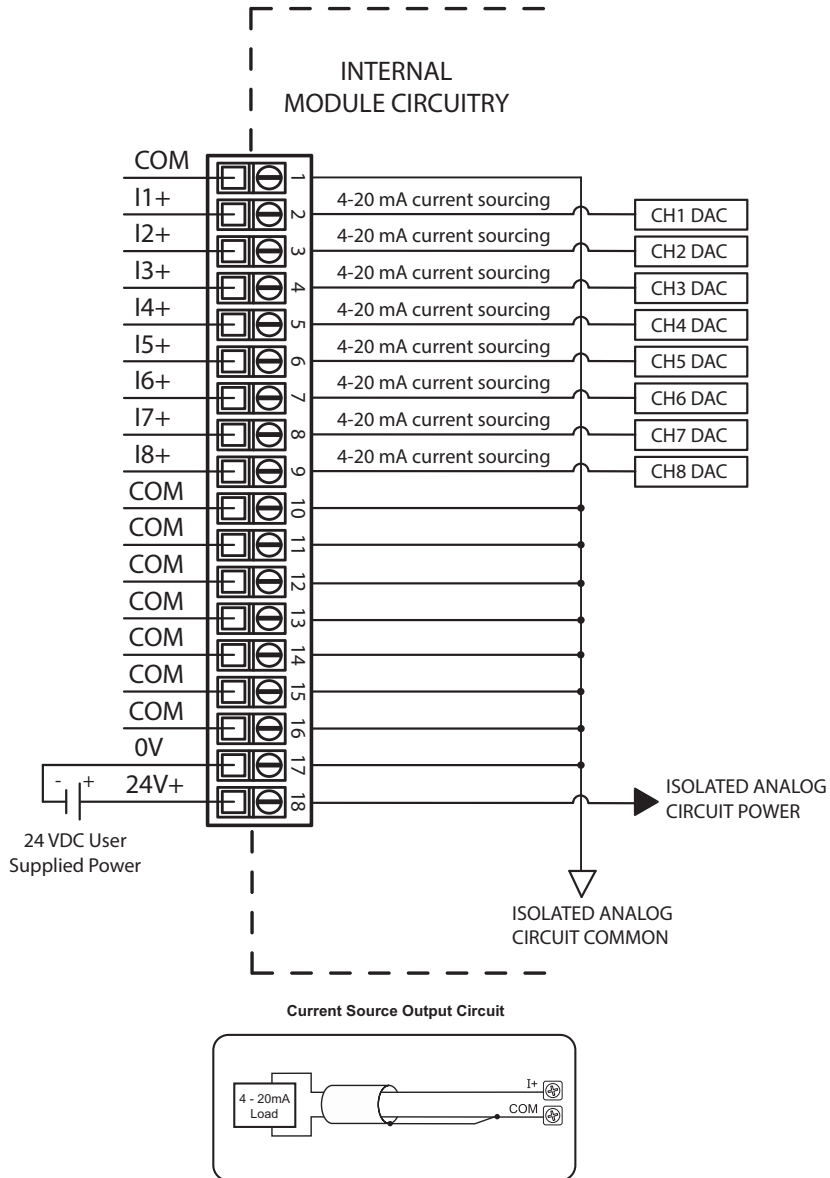 INTERNAL
MODULE CIRCUITRY
COM
1
I1+
2
4-20 mA current sourcing
CH1 DAC
I2+
3
4-20 mA current sourcing
CH2 DAC
I3+
4
4-20 mA current sourcing
CH3 DAC
I4+
5
4-20 mA current sourcing
CH4 DAC
I5+
6
4-20 mA current sourcing
CH5 DAC
I6+
7
4-20 mA current sourcing
CH6 DAC
I7+
8
4-20 mA current sourcing
CH7 DAC
I8+
9
4-20 mA current sourcing
CH8 DAC
COM
10
COM
11
COM
12
COM
13
COM
14
COM
15
COM
16
0V
17
- +
24V+
18
24 VDC User
Supplied Power
ISOLATED ANALOG
CIRCUIT POWER
ISOLATED ANALOG
CIRCUIT COMMON
Current Source Output Circuit
4 - 20mA
Load
I+
COM